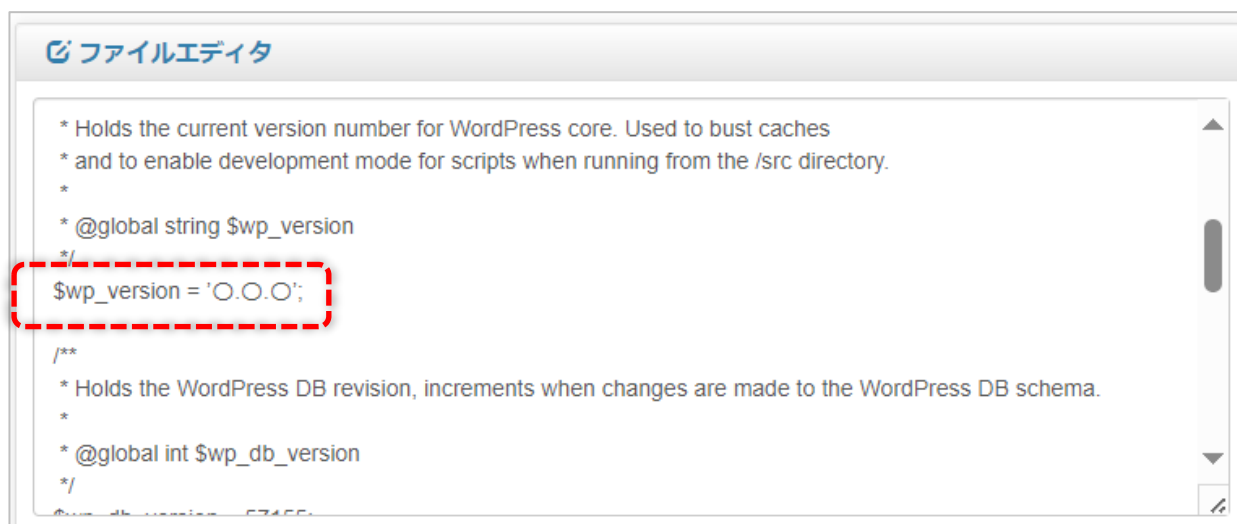 ファイルエディタ
* Holds the current version number for WordPress core. Used to bust caches
* and to enable development mode for scripts when running from the /src directory.
*
* @global string $wp_version
*/
$wp_version = '〇.〇.〇';
/**
* Holds the WordPress DB revision, increments when changes are made to the WordPress DB schema.
*
* @global int $wp_db_version
*/